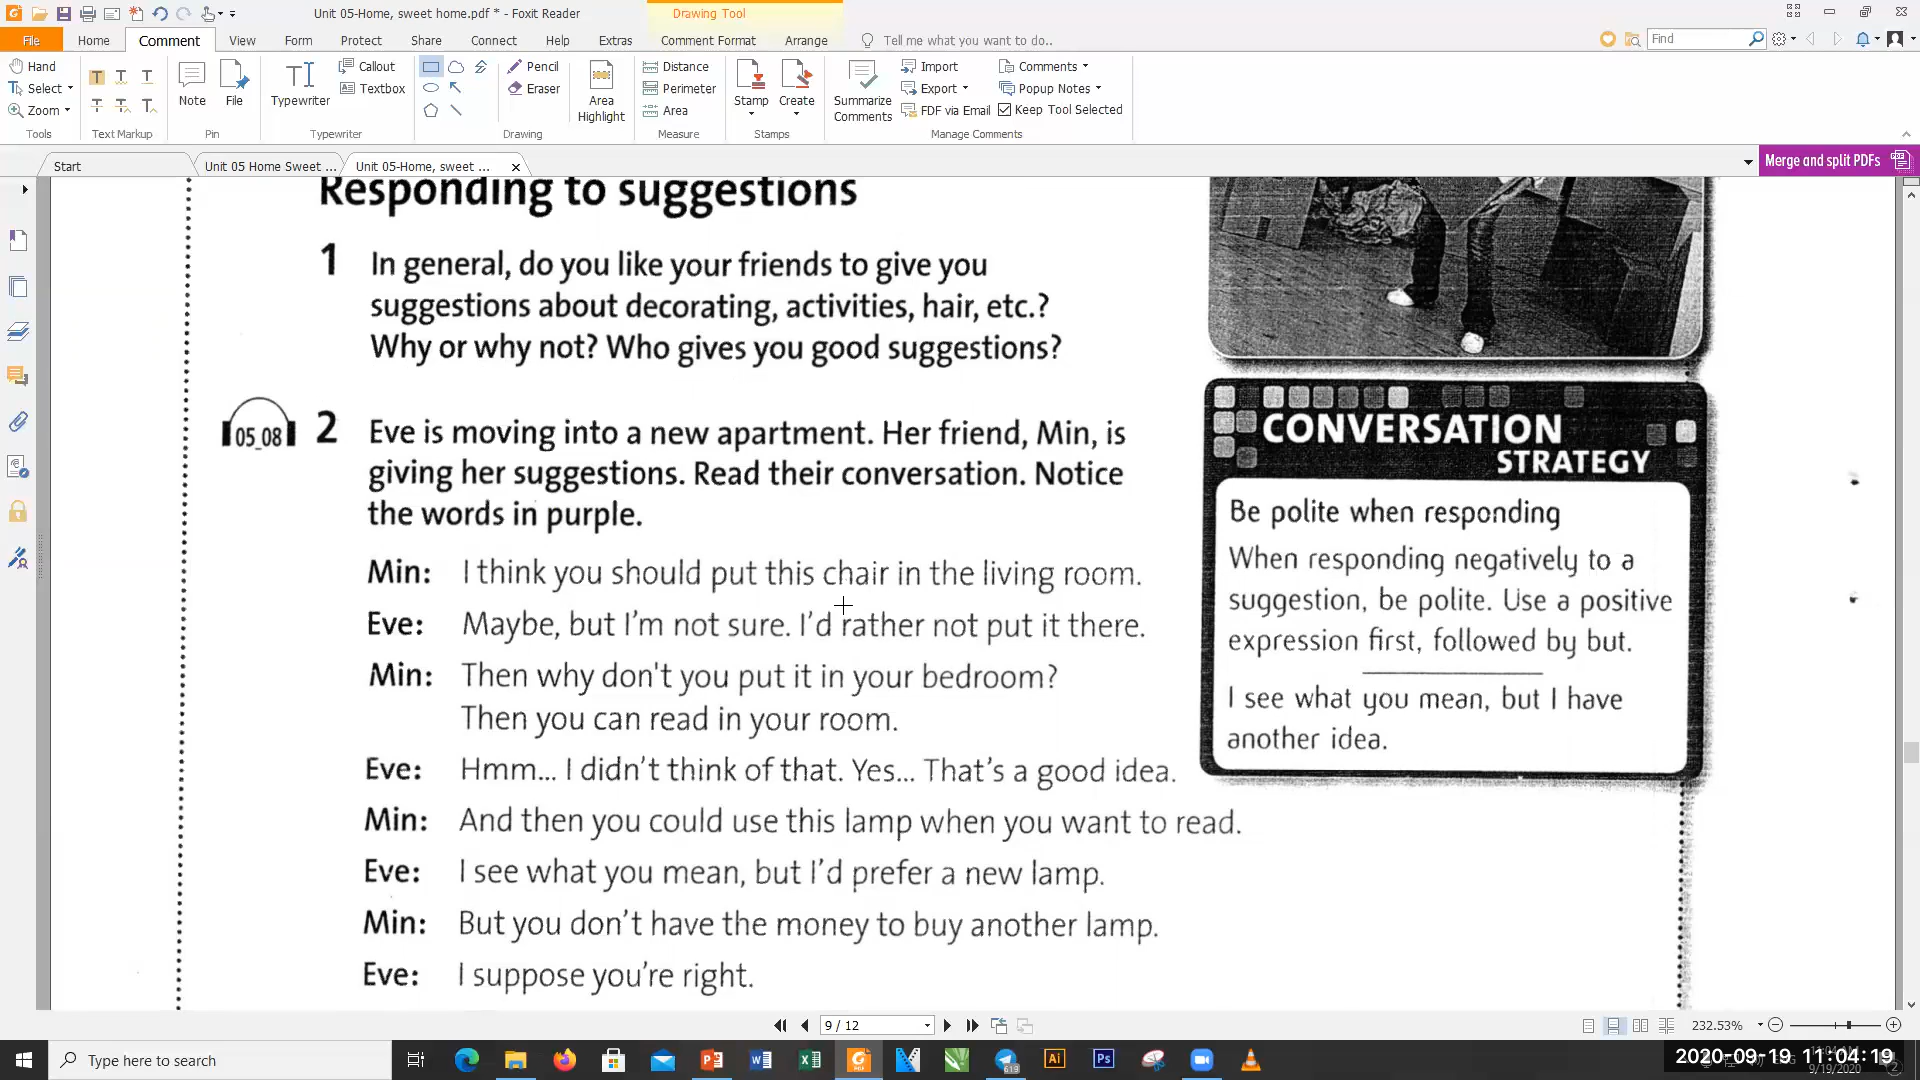 Unit 05-Home, sweet home.pdf * - Foxit Reader
Drawing Tool
File Home Comment View Form Protect Share Connect Help Extras Comment Format Arrange Tell me what you want to do.. Find
Hand
Select
Zoom
Tools
Text Markup
Note
File
Pin
Typewriter
Callout
Textbox
Typewriter
Pencil
Eraser
Area
Highlight
Drawing
Distance
Perimeter
Area
Measure
Stamp
Create
Stamps
Summarize
Comments
Import
Export
FDF via Email
Comments
Popup Notes
Keep Tool Selected
Manage Comments
Start
Unit 05 Home Sweet ...
Unit 05-Home, sweet ...
Merge and split PDFs
Responding to suggestions
1 In general, do you like your friends to give you
suggestions about decorating, activities, hair, etc.?
Why or why not? Who gives you good suggestions?
05_08
2 Eve is moving into a new apartment. Her friend, Min, is
giving her suggestions. Read their conversation. Notice
the words in purple.
Min: I think you should put this chair in the living room.
Eve: Maybe, but I'm not sure. I'd rather not put it there.
Min: Then why don't you put it in your bedroom?
Then you can read in your room.
Eve: Hmm... I didn't think of that. Yes... That's a good idea.
Min: And then you could use this lamp when you want to read.
Eve: I see what you mean, but I'd prefer a new lamp.
Min: But you don't have the money to buy another lamp.
Eve: I suppose you're right.
CONVERSATION
STRATEGY
Be polite when responding
When responding negatively to a
suggestion, be polite. Use a positive
expression first, followed by but.
I see what you mean, but I have
another idea.
9 / 12
232.53%
Type here to search
619
2020-09-19 11:04:19
9/19/2020